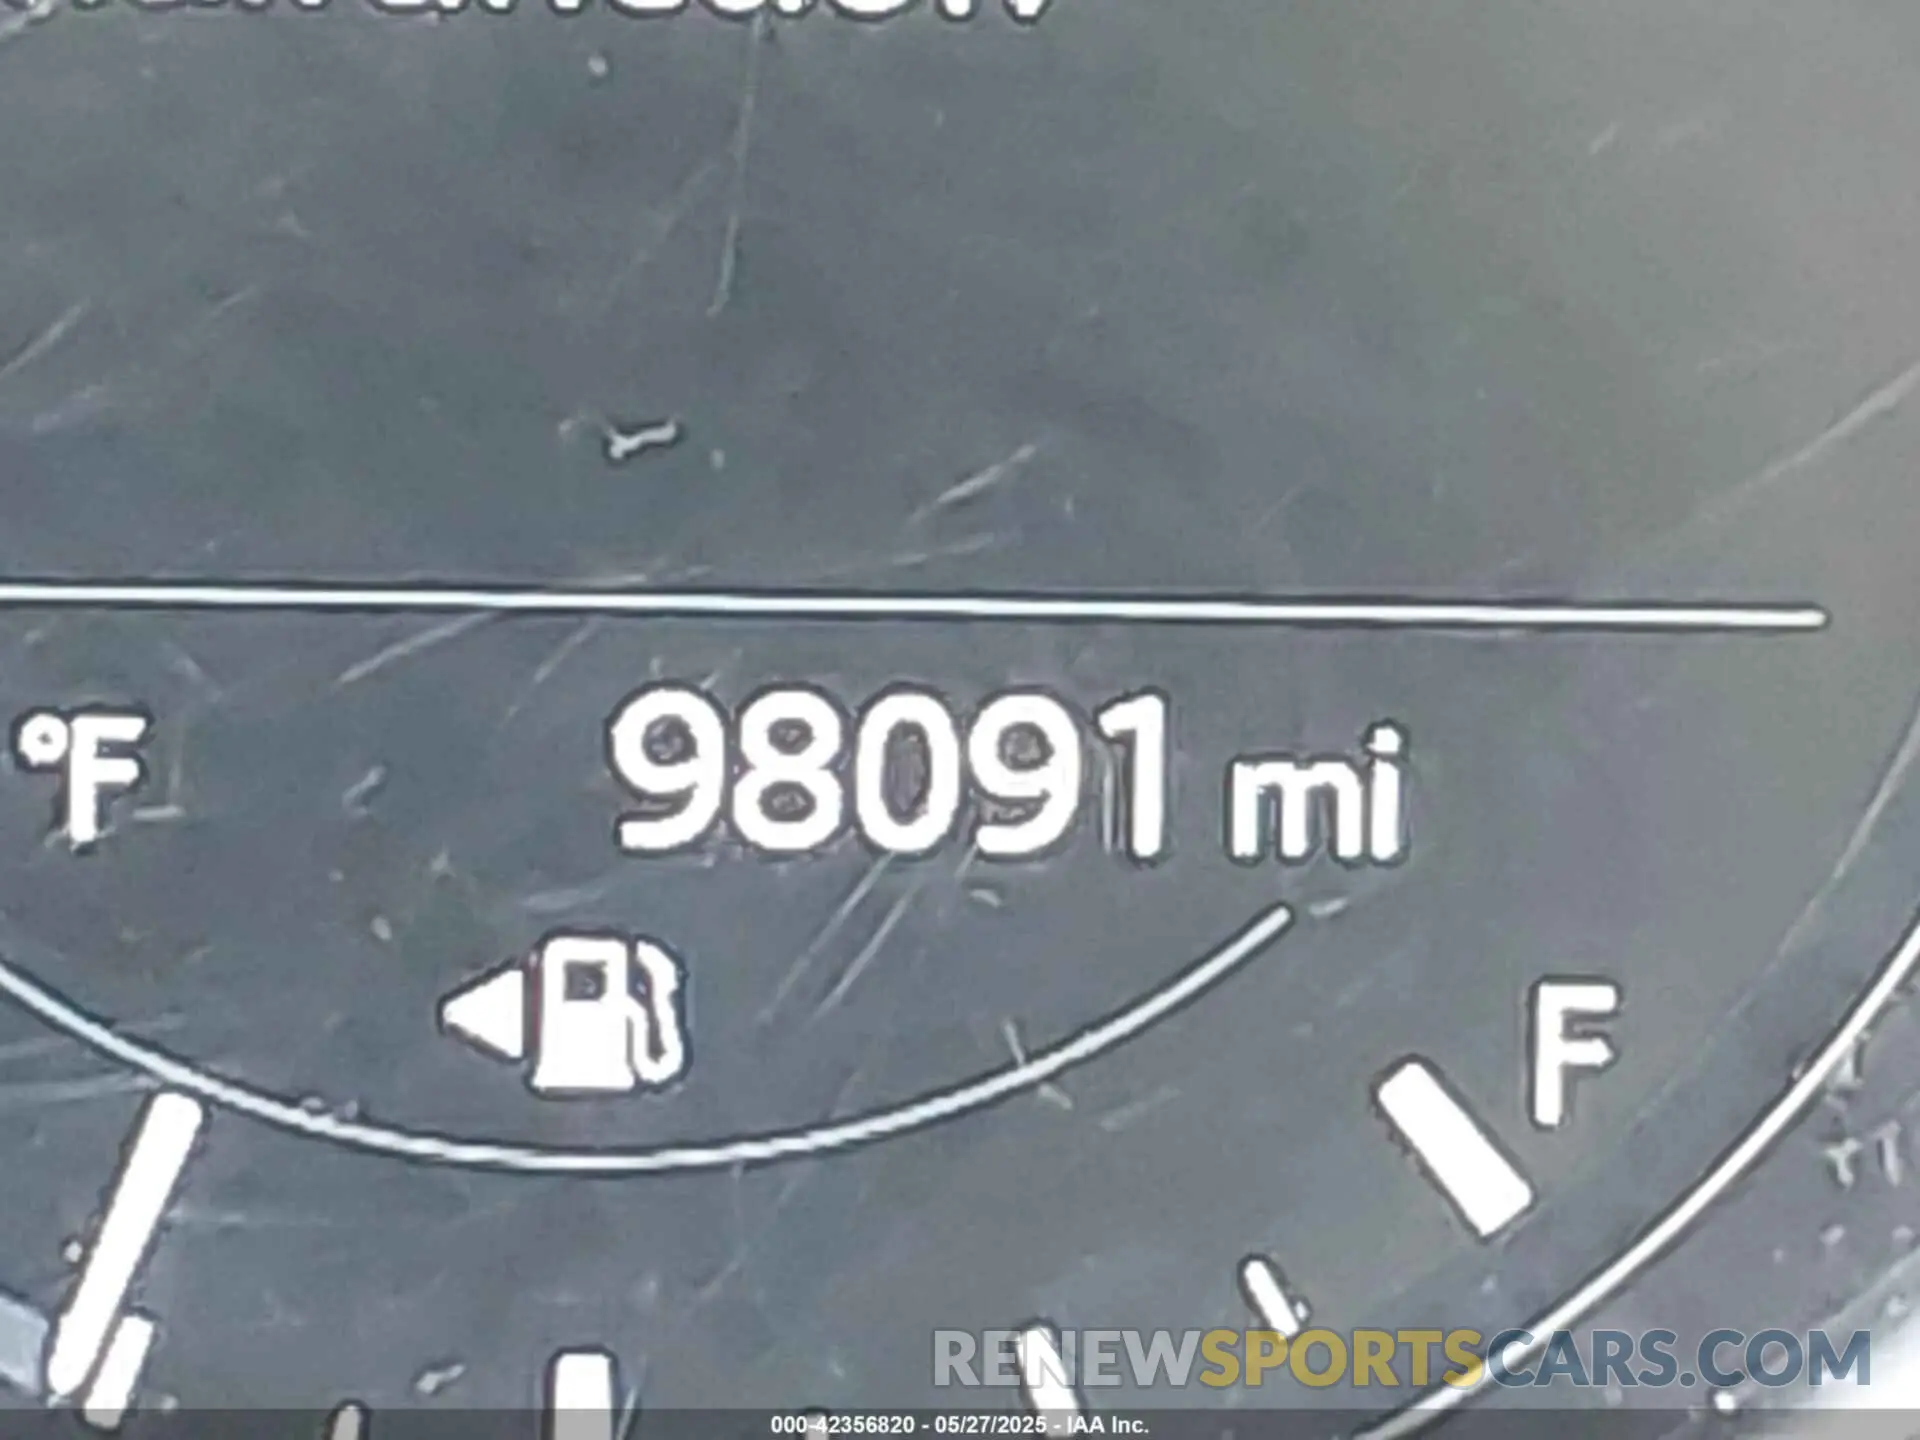 °F 98091 mi
F
RENEWSPORTSCARS.COM
000-42356820 - 05/27/2025 - IAA Inc.